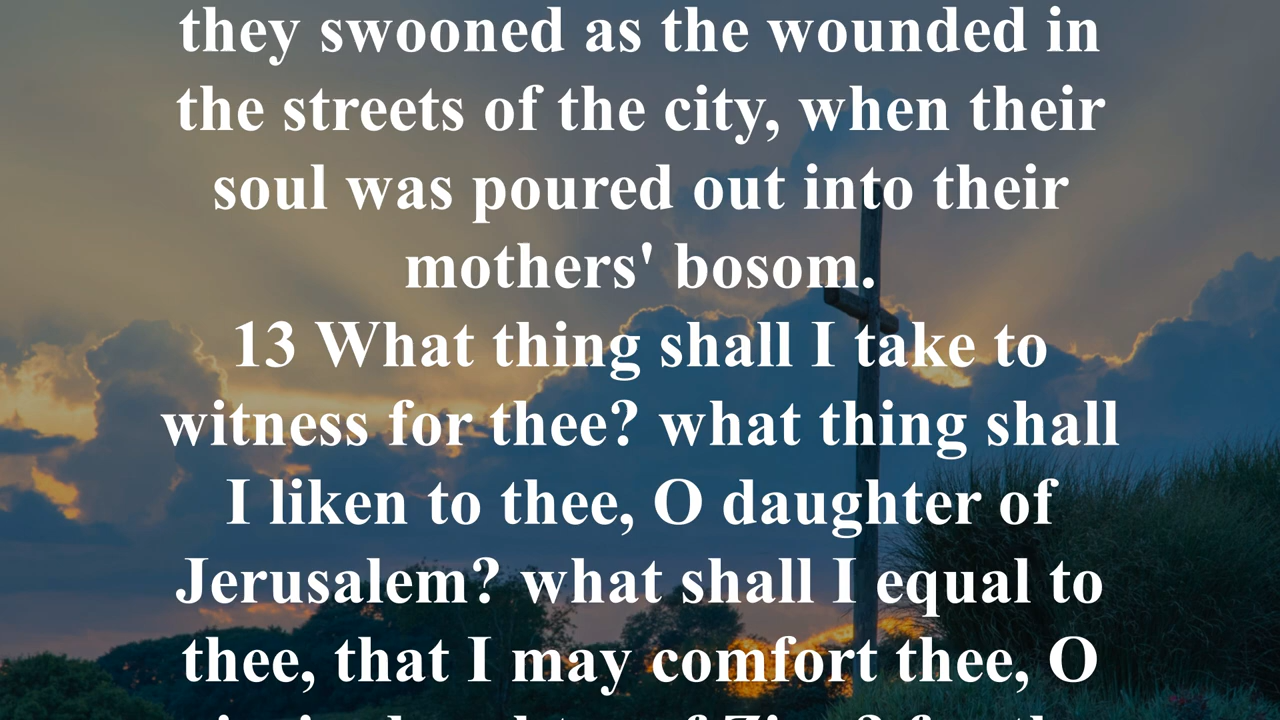 they swooned as the wounded in
the streets of the city, when their
soul was poured out into their
mothers' bosom.
13 What thing shall I take to
witness for thee? what thing shall
I liken to thee, O daughter of
Jerusalem? what shall I equal to
thee, that I may comfort thee, O